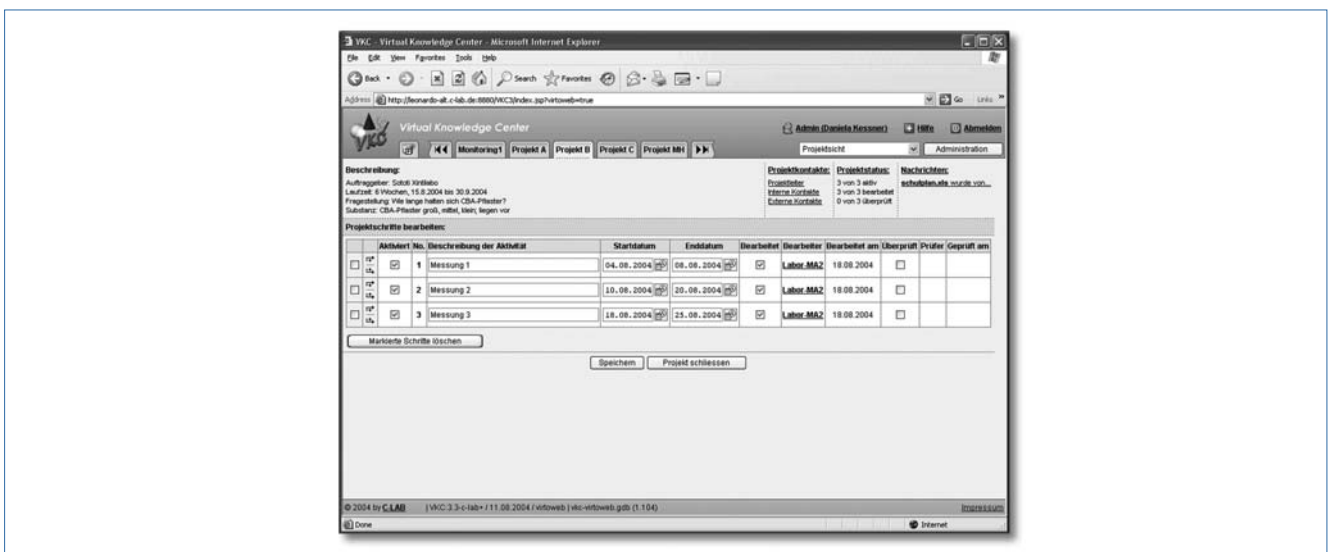 VKC - Virtual Knowledge Center - Microsoft Internet Explorer
File Edit View Favorites Tools Help
Back Search Favorites
Address http://leonardo-alt.c-lab.de:8880/VKC3/index.jsp?virtoweb=true Go Links »
VKC Virtual Knowledge Center Admin (Daniela Kessner) Hilfe Abmelden
Monitoring1 Projekt A Projekt B Projekt C Projekt MH Projektsicht Administration
Beschreibung: Projektkontakte: Projektstatus: Nachrichten:
Auftraggeber: Sototi Xintlabo Projektleiter 3 von 3 aktiv schulplan.xls wurde von...
Laufzeit: 6 Wochen, 15.8.2004 bis 30.9.2004 Interne Kontakte 3 von 3 bearbeitet
Fragestellung: Wie lange halten sich CBA-Pflaster? Externe Kontakte 0 von 3 überprüft
Substanz: CBA-Pflaster groß, mittel, klein; liegen vor
Projektschritte bearbeiten:
Aktiviert No. Beschreibung der Aktivität Startdatum Enddatum Bearbeitet Bearbeiter Bearbeitet am Überprüft Prüfer Geprüft am
1 Messung 1 04.08.2004 08.08.2004 Labor-MA2 18.08.2004
2 Messung 2 10.08.2004 20.08.2004 Labor-MA2 18.08.2004
3 Messung 3 18.08.2004 25.08.2004 Labor-MA2 18.08.2004
Markierte Schritte löschen
Speichern Projekt schliessen
© 2004 by C-LAB | VKC 3.3-c-lab+ / 11.08.2004 / virtoweb | vkc-virtoweb.gdb (1.104) Impressum
Done Internet